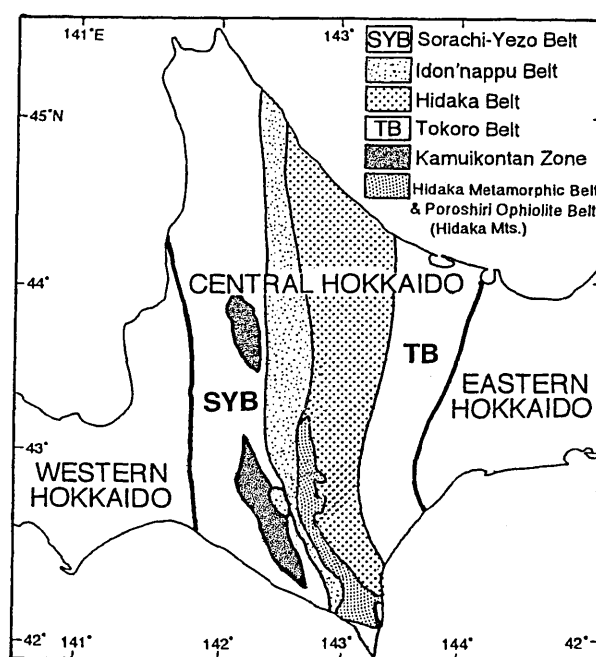 141°E
143°
SYB Sorachi-Yezo Belt
Idon'nappu Belt
Hidaka Belt
TB Tokoro Belt
Kamuikontan Zone
Hidaka Metamorphic Belt
& Poroshiri Ophiolite Belt
(Hidaka Mts.)
45°N
CENTRAL HOKKAIDO
44°
TB
SYB
EASTERN
HOKKAIDO
43°
WESTERN
HOKKAIDO
42°
141°
142°
143°
144°
42°